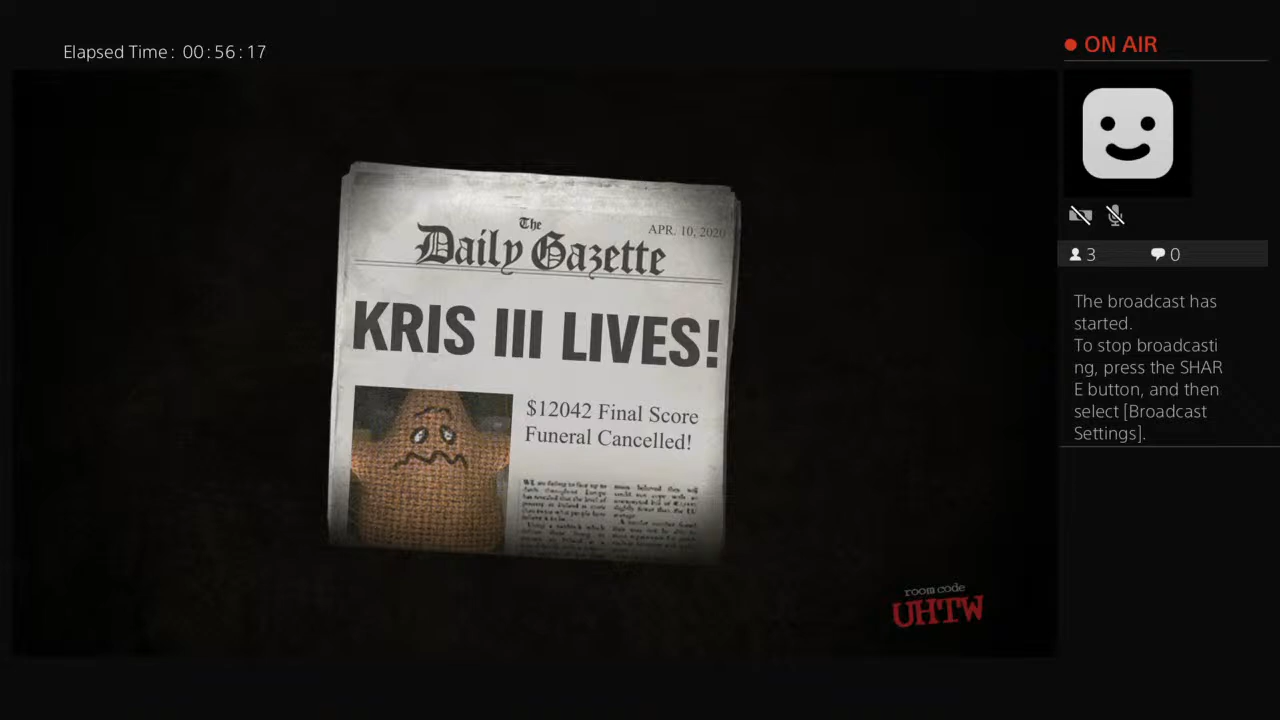 Elapsed Time: 00:56:17
ON AIR
3
0
The broadcast has
started.
To stop broadcasti
ng, press the SHAR
E button, and then
select [Broadcast
Settings].
The
APR. 10, 2020
Daily Gazette
KRIS III LIVES!
$12042 Final Score
Funeral Cancelled!
room code
UHTW